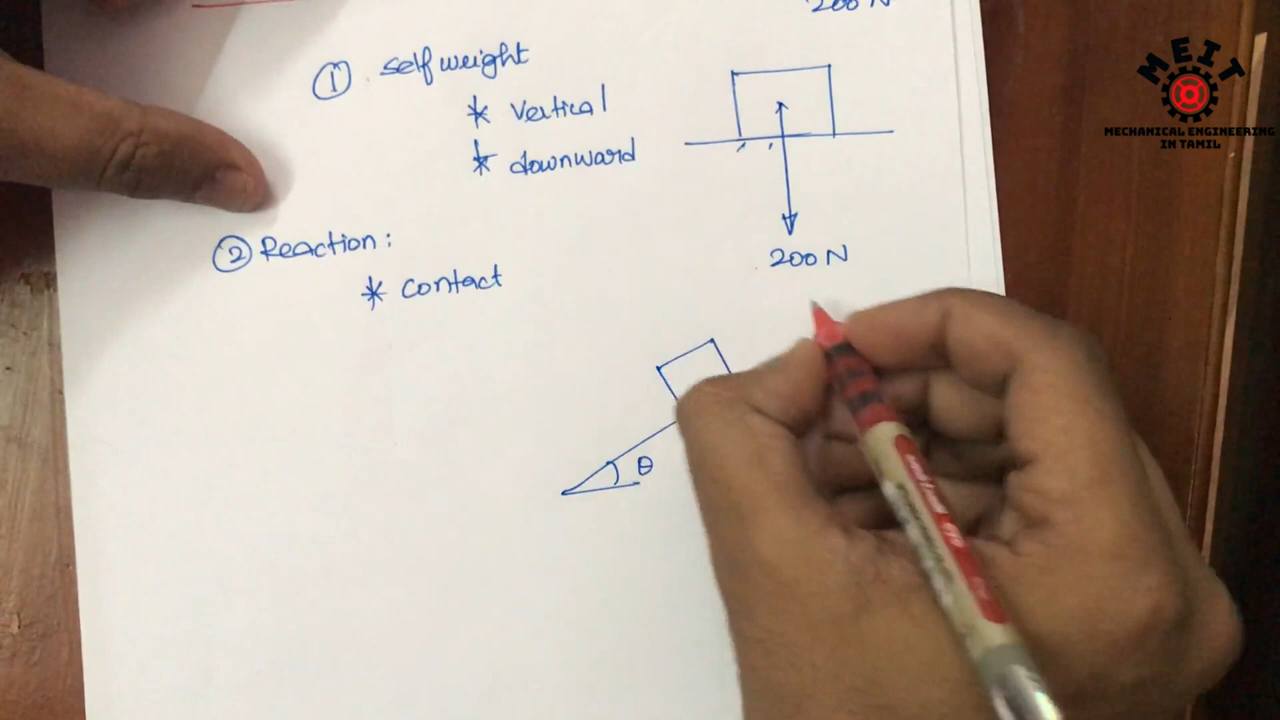 200 N
① self weight
* vertical
* downward
200 N
② Reaction:
* contact
θ
MEIT
MECHANICAL ENGINEERING
IN TAMIL